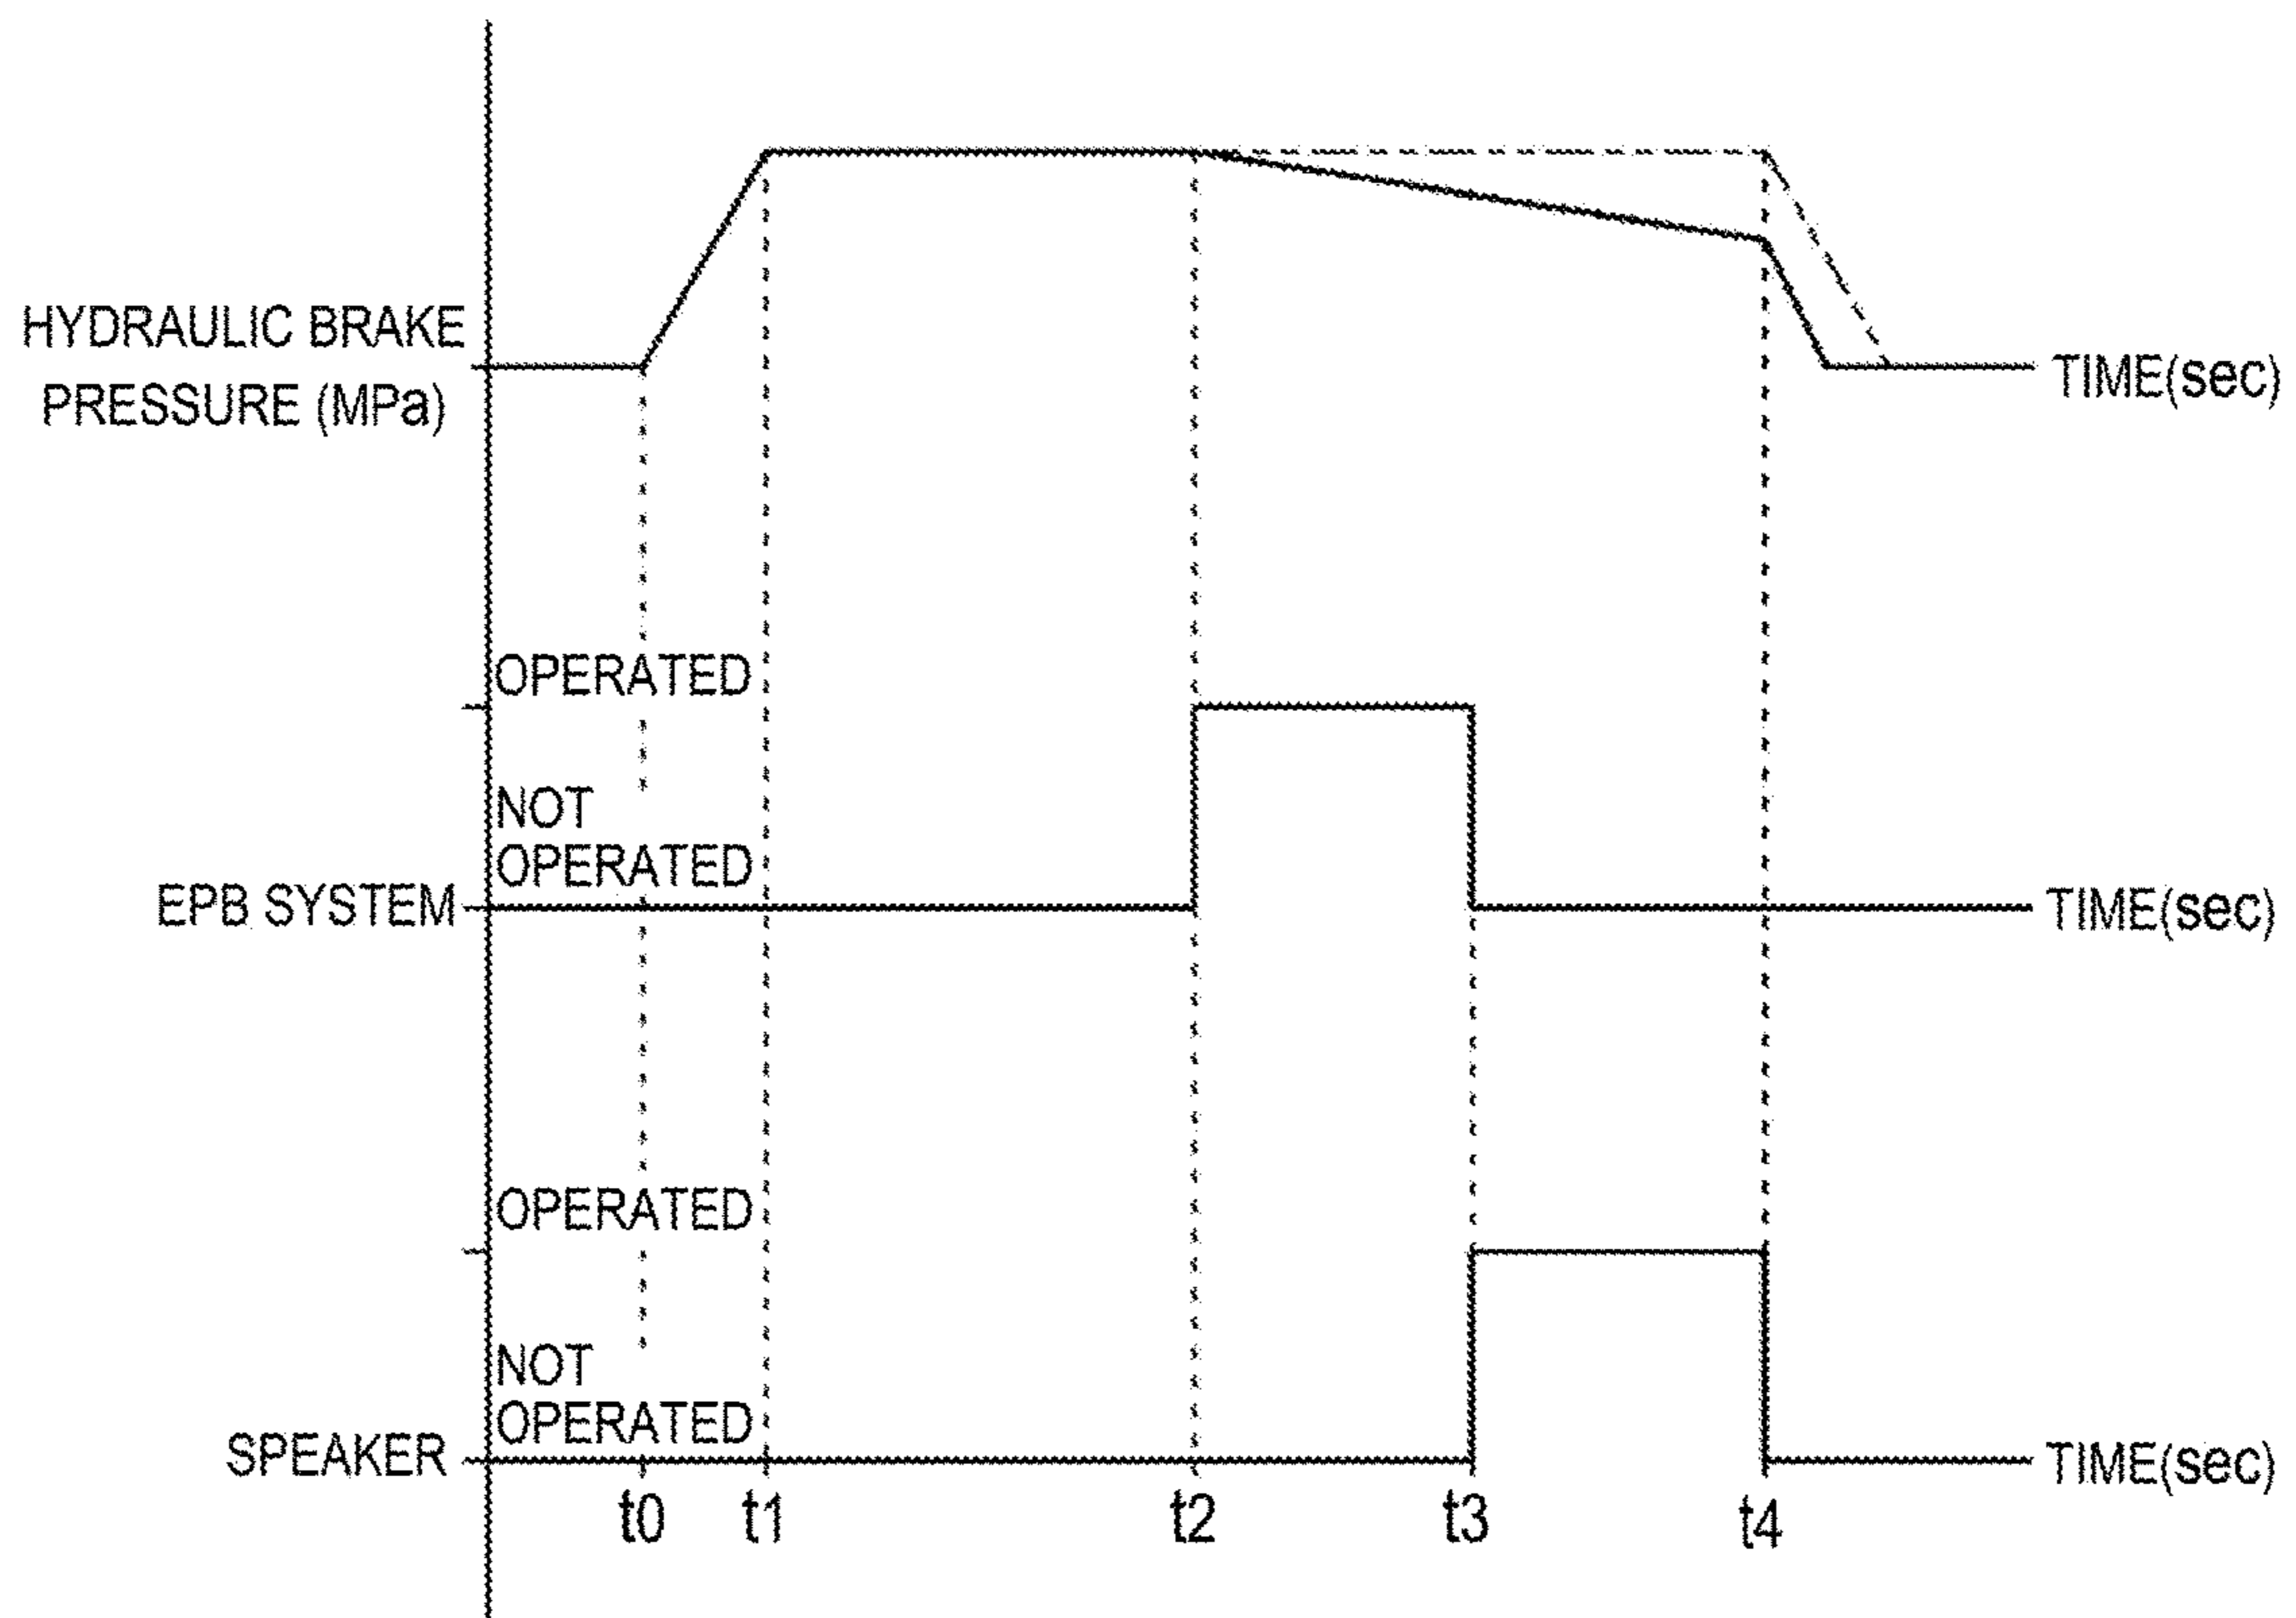 HYDRAULIC BRAKE
PRESSURE (MPa)
TIME(sec)
OPERATED
NOT
OPERATED
EPB SYSTEM
TIME(sec)
OPERATED
NOT
OPERATED
SPEAKER
TIME(sec)
t0 t1 t2 t3 t4